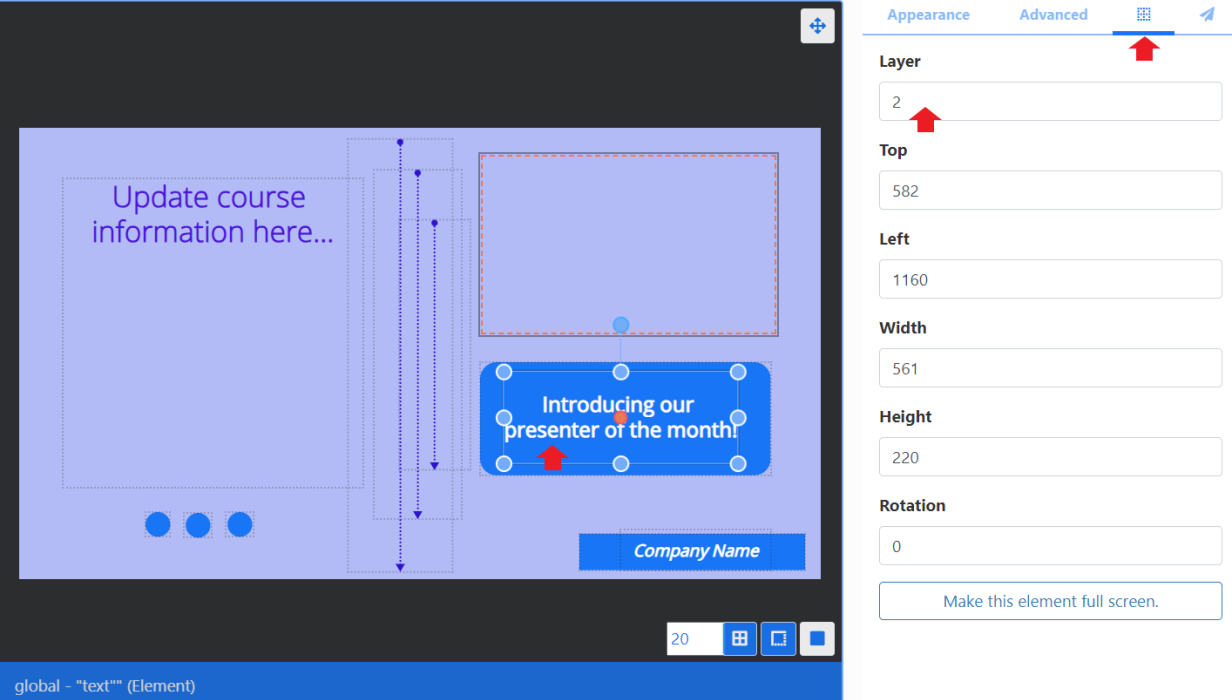 Appearance
Advanced
Layer
2
Top
582
Update course
information here...
Left
1160
Width
561
Introducing our
presenter of the month!
Height
220
Rotation
0
Company Name
Make this element full screen.
20
global - "text"" (Element)